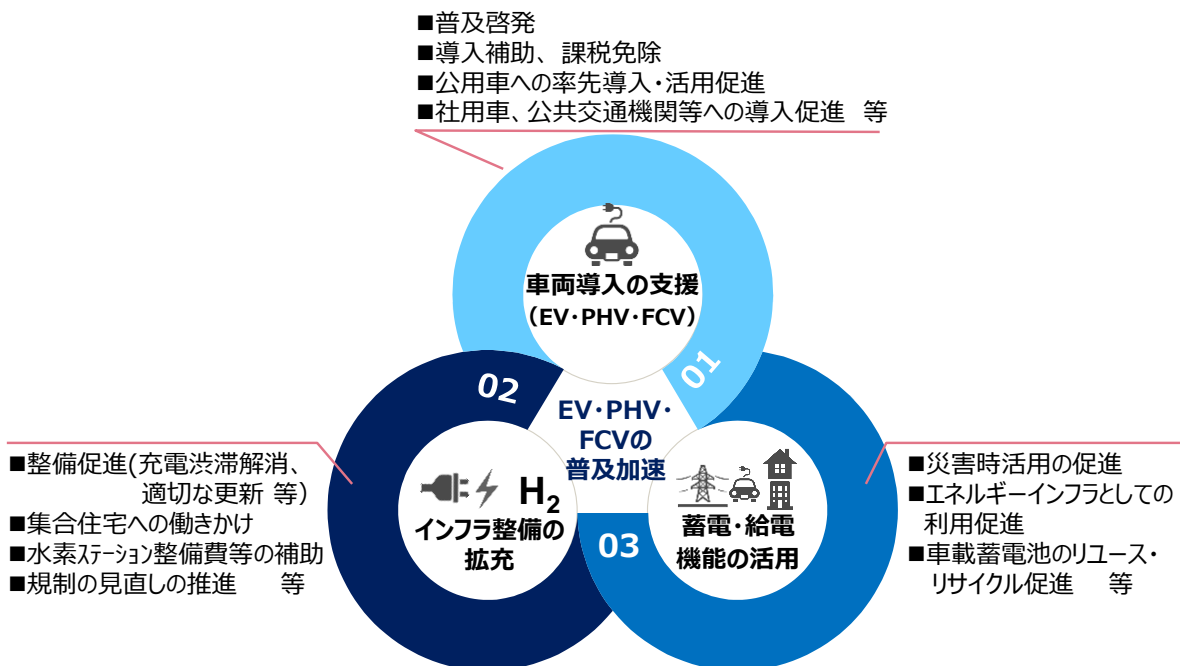 ■普及啓発
■導入補助、課税免除
■公用車への率先導入・活用促進
■社用車、公共交通機関等への導入促進 等
車両導入の支援
（EV・PHV・FCV）
01
02
EV・PHV・
FCVの
普及加速
■整備促進(充電渋滞解消、
適切な更新 等）
■集合住宅への働きかけ
■水素ｽﾃｰｼｮﾝ整備費等の補助
■規制の見直しの推進 等
H₂
インフラ整備の
拡充
03
蓄電・給電
機能の活用
■災害時活用の促進
■エネルギーインフラとしての
利用促進
■車載蓄電池のリユース・
リサイクル促進 等